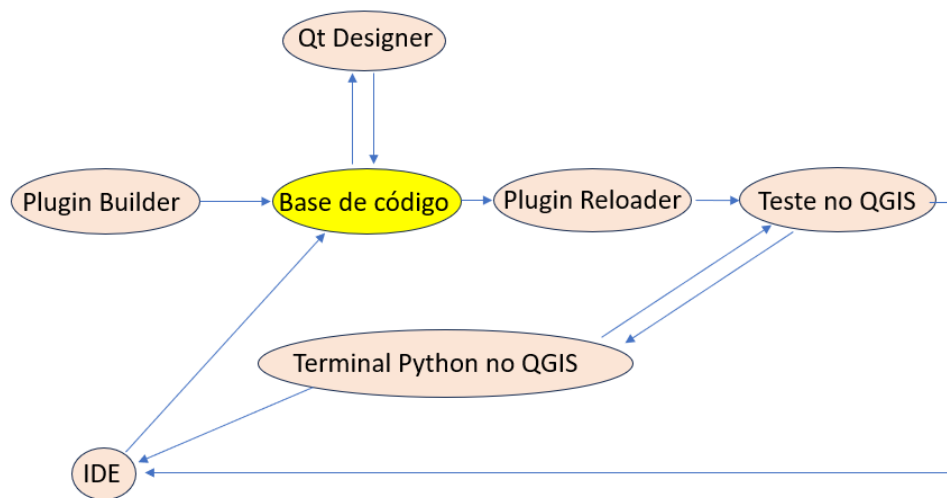 Qt Designer
Plugin Builder
Base de código
Plugin Reloader
Teste no QGIS
Terminal Python no QGIS
IDE